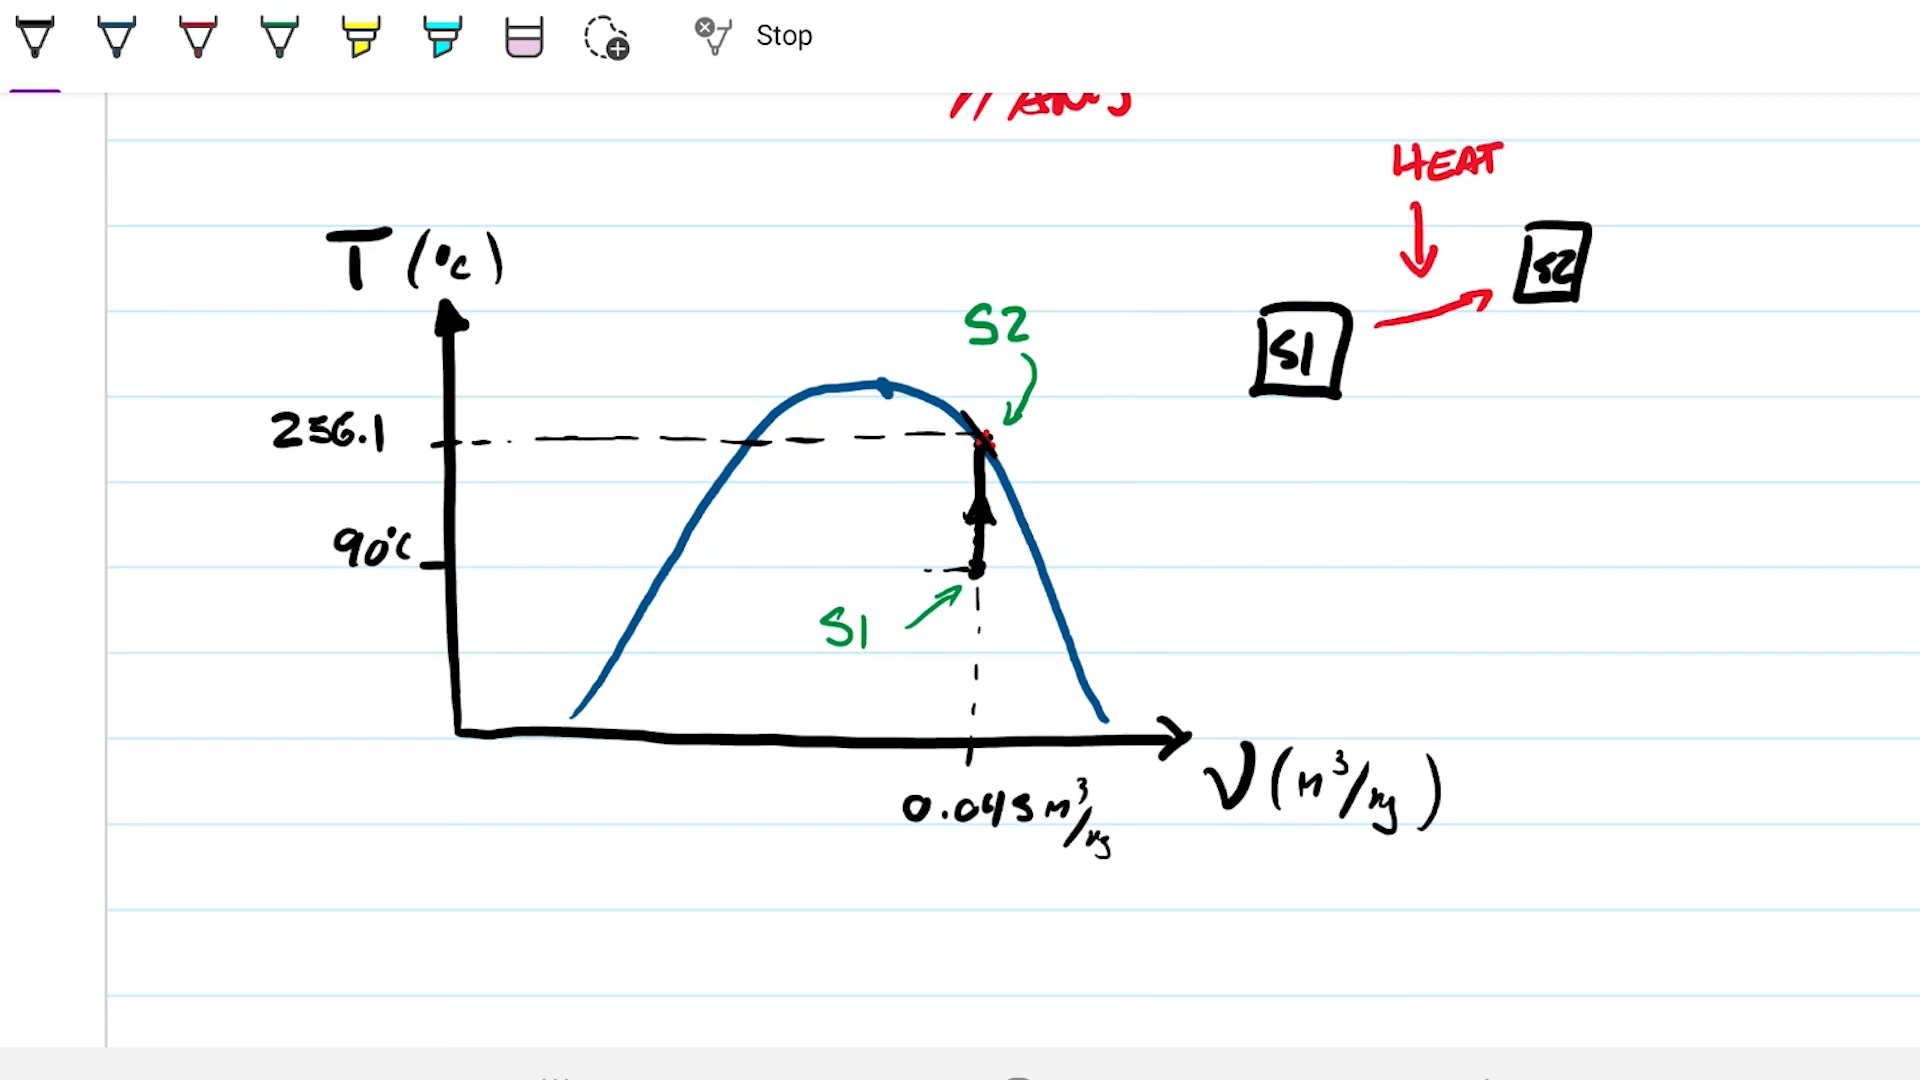 Stop
HEAT
T (°C)
S2
S2
S1
256.1
90°C
S1
0.045 m³/kg
V (m³/kg)